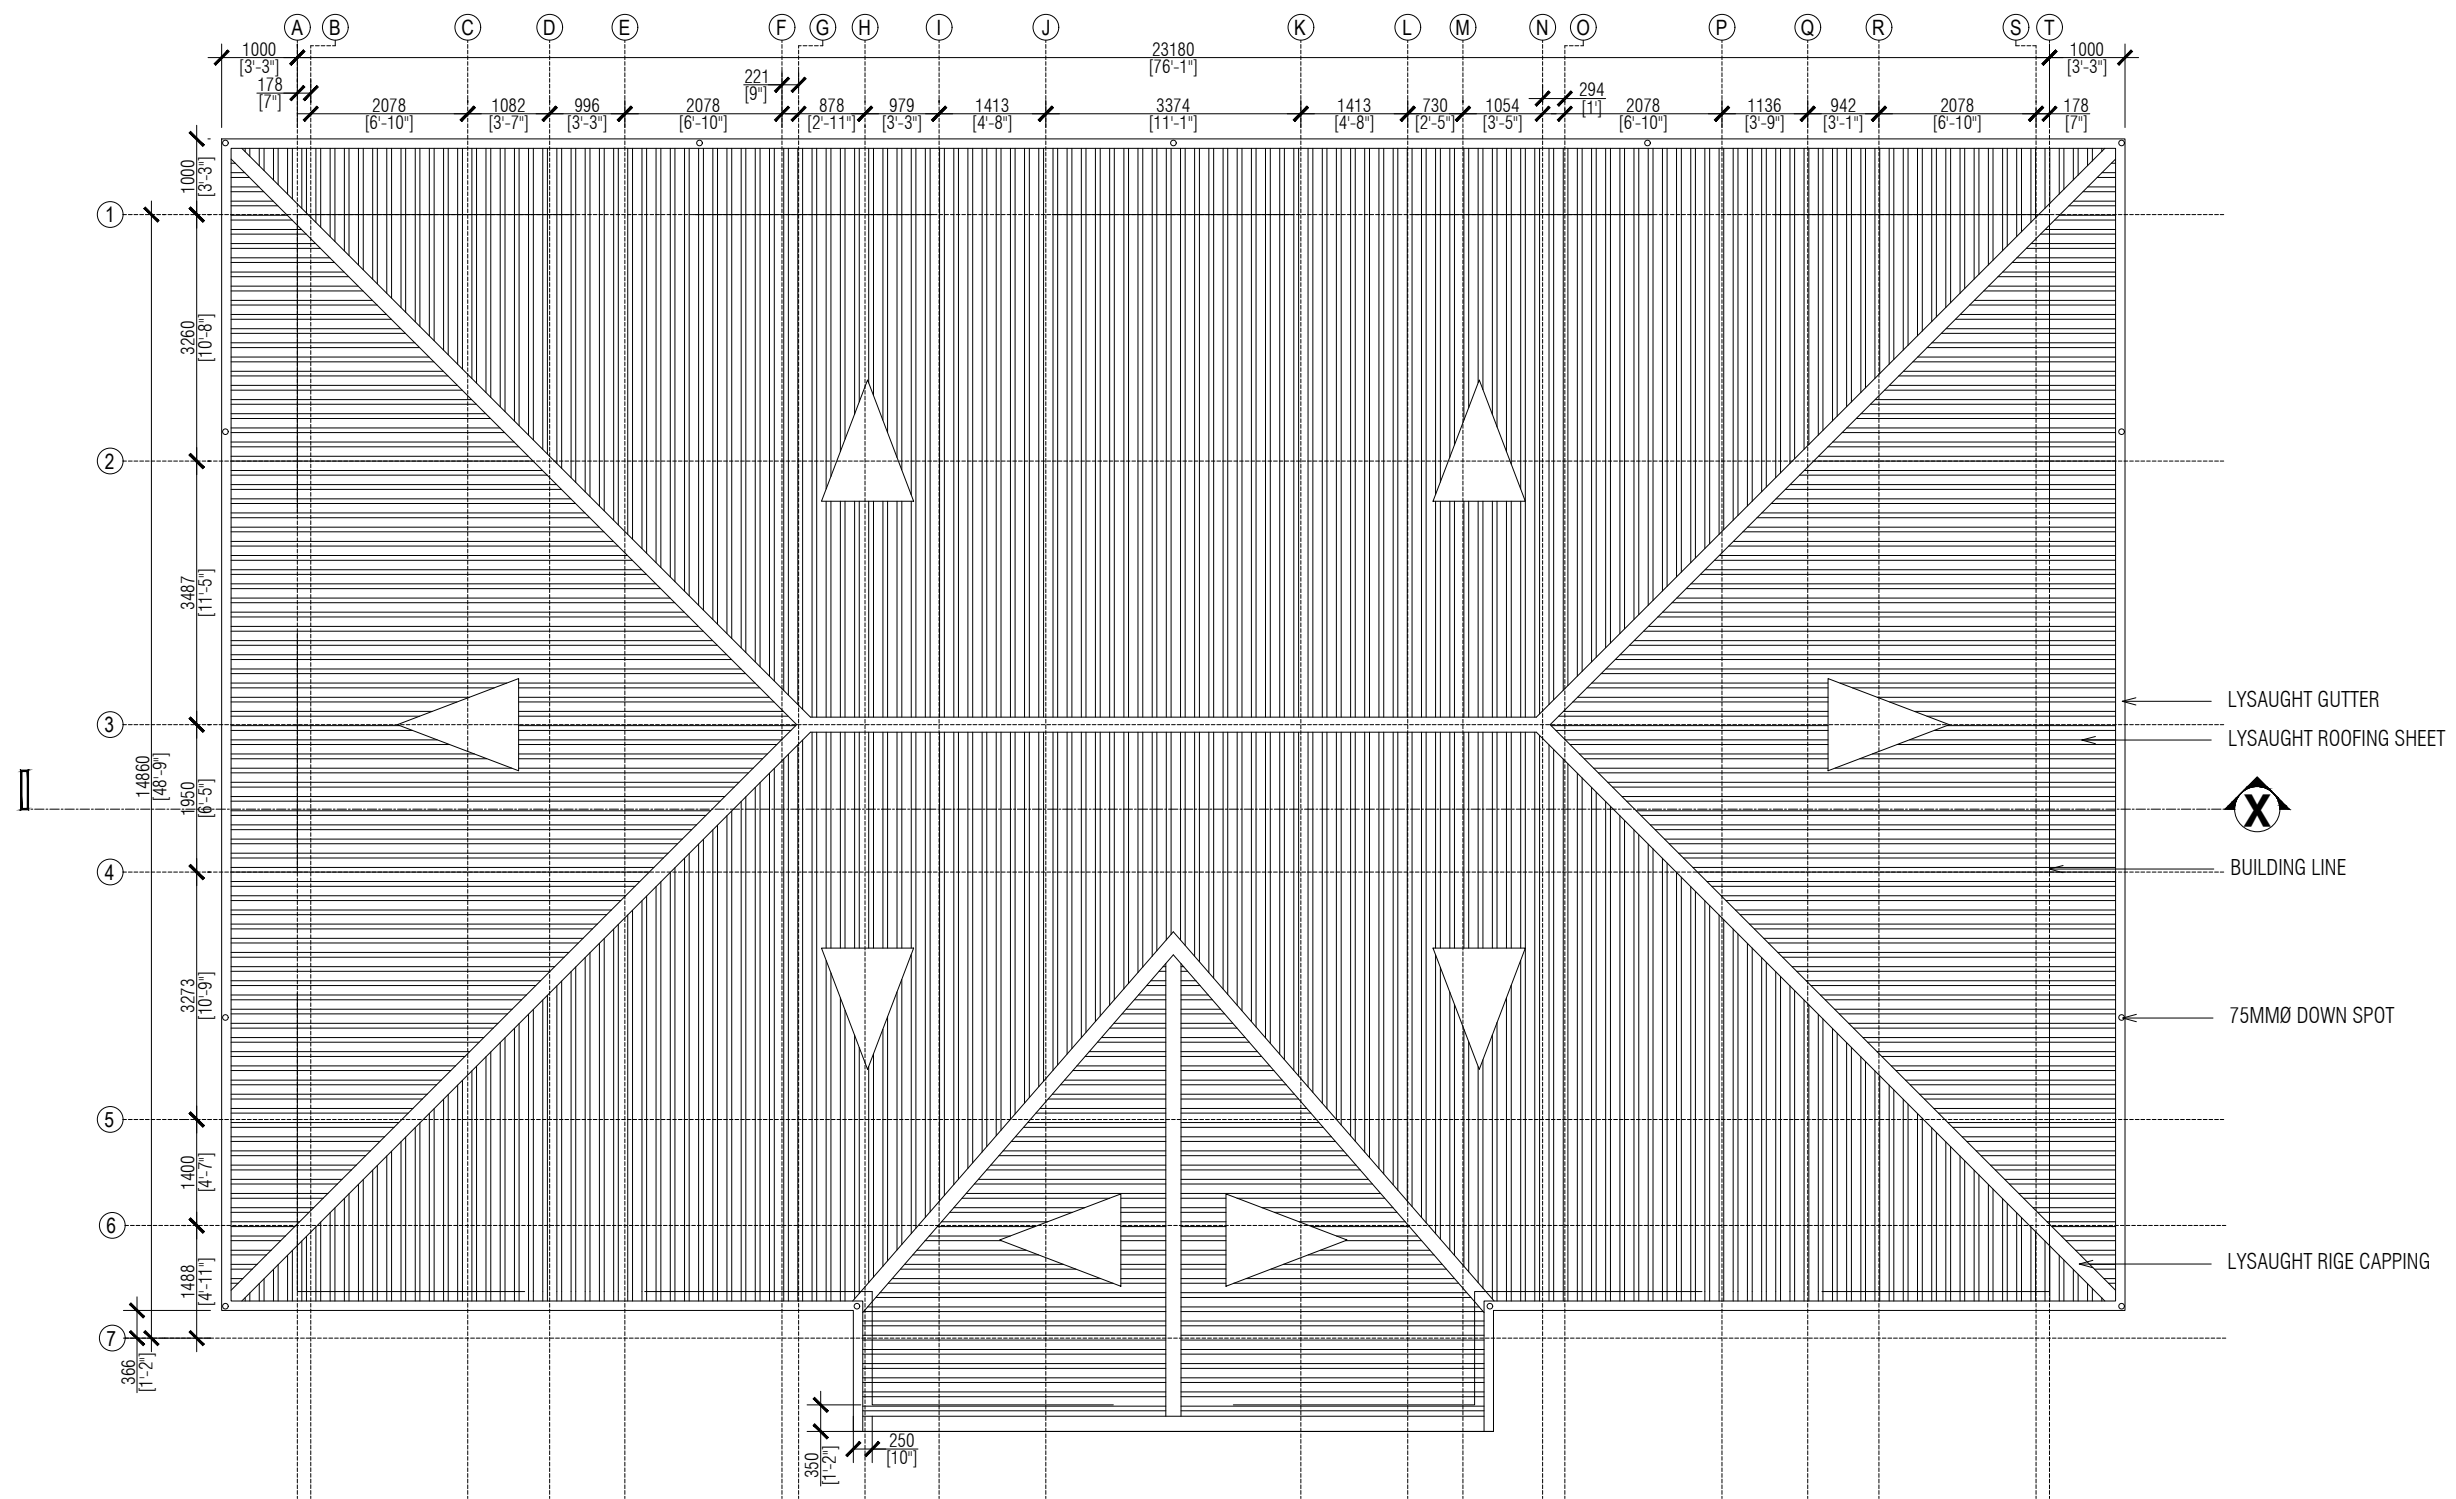 A B C D E F G H I J K L M N O P Q R S T
1000 23180 1000
[3'-3"] [76'-1"] [3'-3"]
178 221 294
[7"] [9"] [1']
2078 1082 996 2078 878 979 1413 3374 1413 730 1054 2078 1136 942 2078 178
[6'-10"] [3'-7"] [3'-3"] [6'-10"] [2'-11"] [3'-3"] [4'-8"] [11'-1"] [4'-8"] [2'-5"] [3'-5"] [6'-10"] [3'-9"] [3'-1"] [6'-10"] [7"]
1000
[3'-3"]
1
3260
[10'-8"]
2
3487
[11'-5"]
3
LYSAUGHT GUTTER
LYSAUGHT ROOFING SHEET
14860
[48'-9"]
1950
[6'-5"]
X
4
BUILDING LINE
3273
[10'-9"]
75MMØ DOWN SPOT
5
1400
[4'-7"]
6
LYSAUGHT RIGE CAPPING
1488
[4'-11"]
7
366
[1'-2"]
350
[1'-2"]
250
[10"]